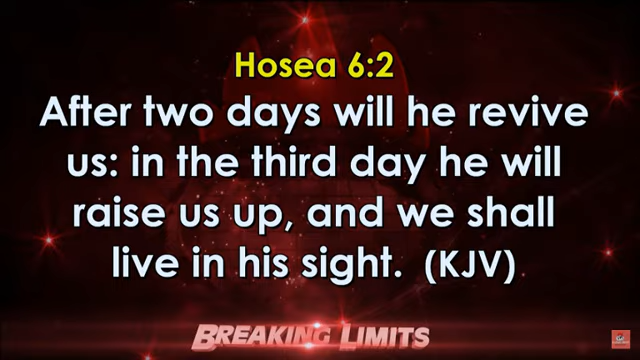 Hosea 6:2
After two days will he revive
us: in the third day he will
raise us up, and we shall
live in his sight. (KJV)
BREAKING LIMITS